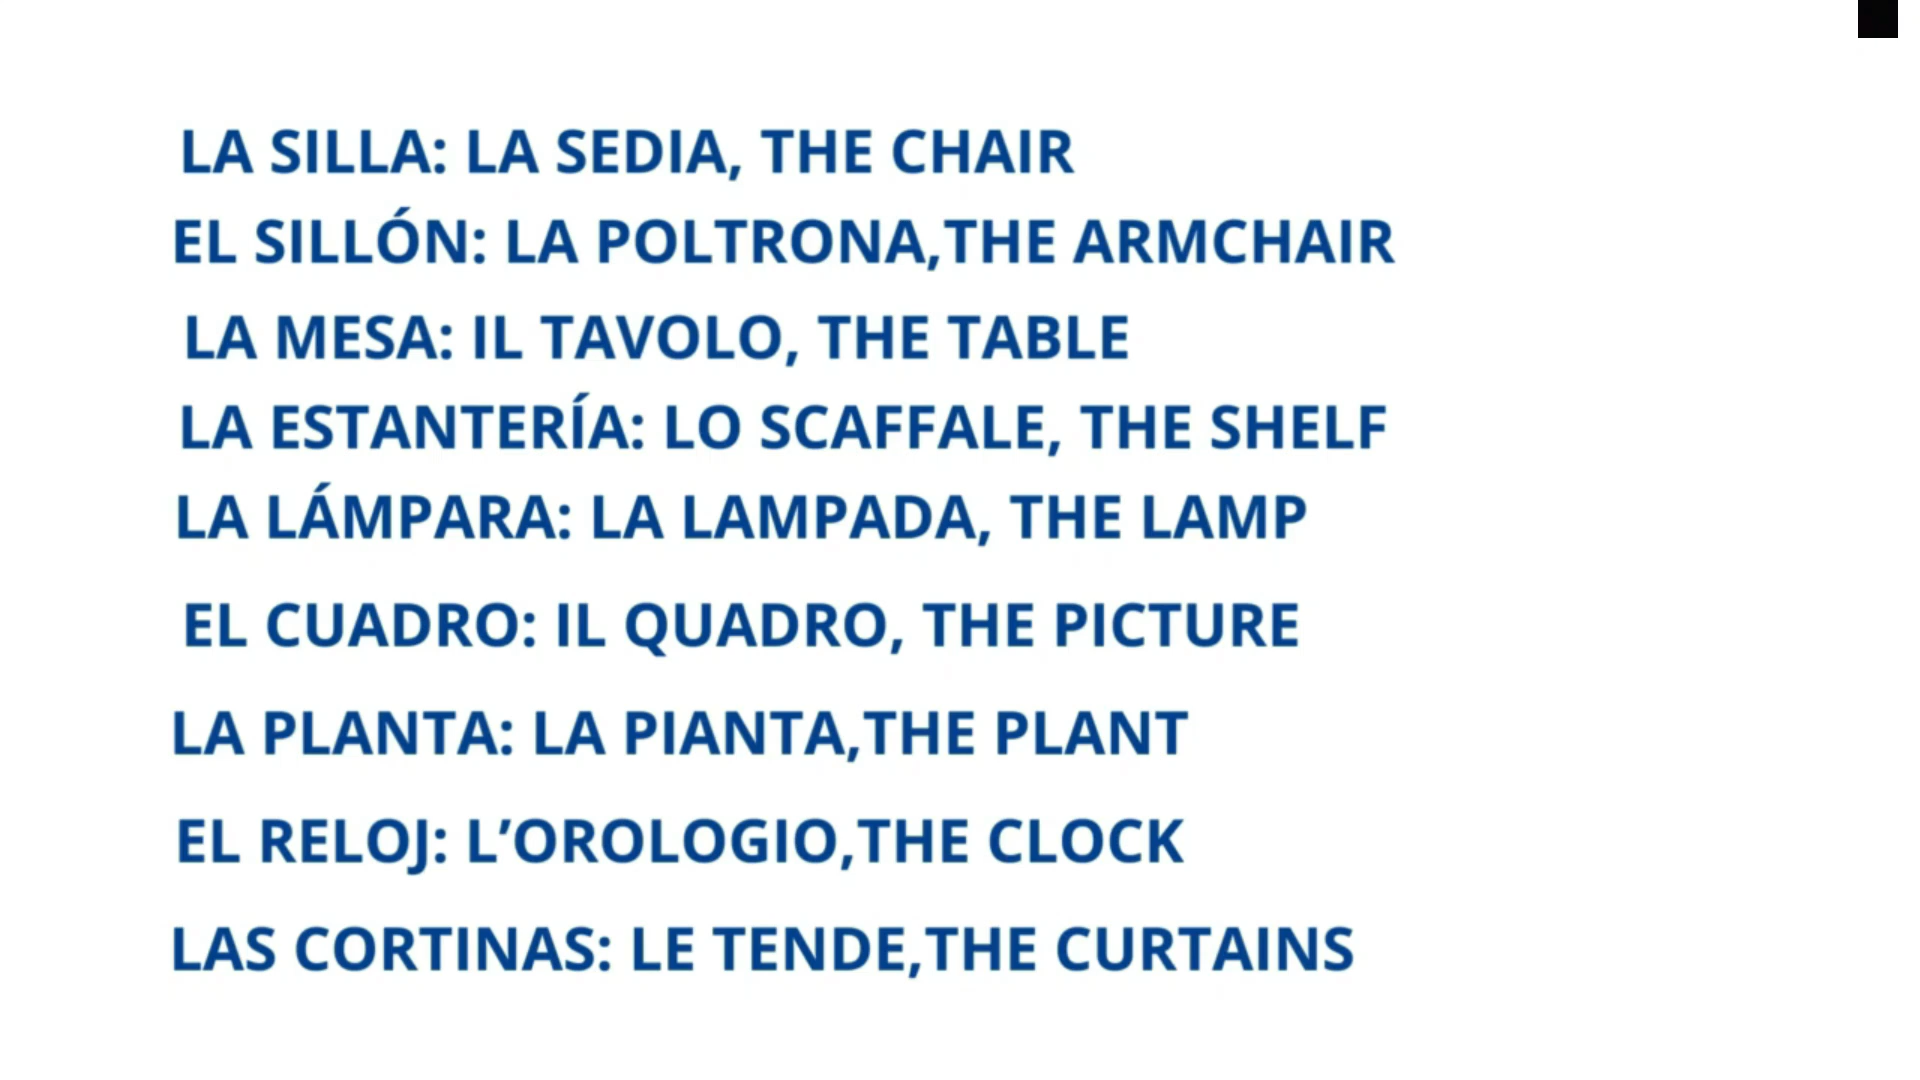 LA SILLA: LA SEDIA, THE CHAIR
EL SILLÓN: LA POLTRONA,THE ARMCHAIR
LA MESA: IL TAVOLO, THE TABLE
LA ESTANTERÍA: LO SCAFFALE, THE SHELF
LA LÁMPARA: LA LAMPADA, THE LAMP
EL CUADRO: IL QUADRO, THE PICTURE
LA PLANTA: LA PIANTA,THE PLANT
EL RELOJ: L’OROLOGIO,THE CLOCK
LAS CORTINAS: LE TENDE,THE CURTAINS